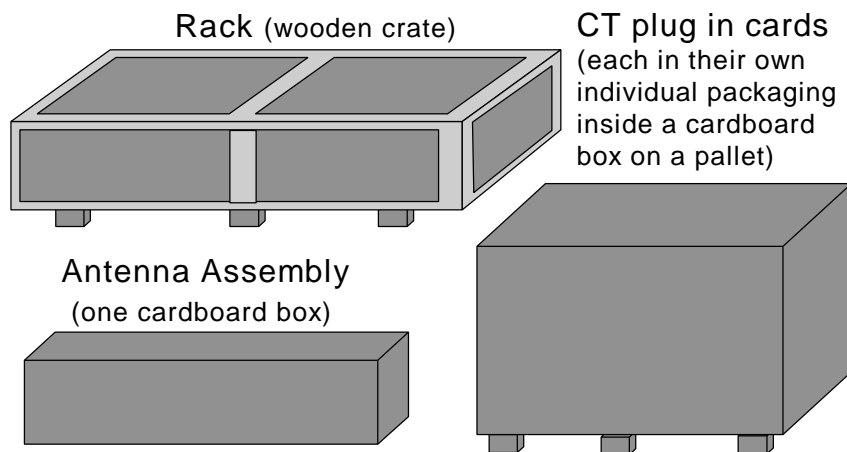 Rack (wooden crate)
CT plug in cards
(each in their own
individual packaging
inside a cardboard
box on a pallet)
Antenna Assembly
(one cardboard box)